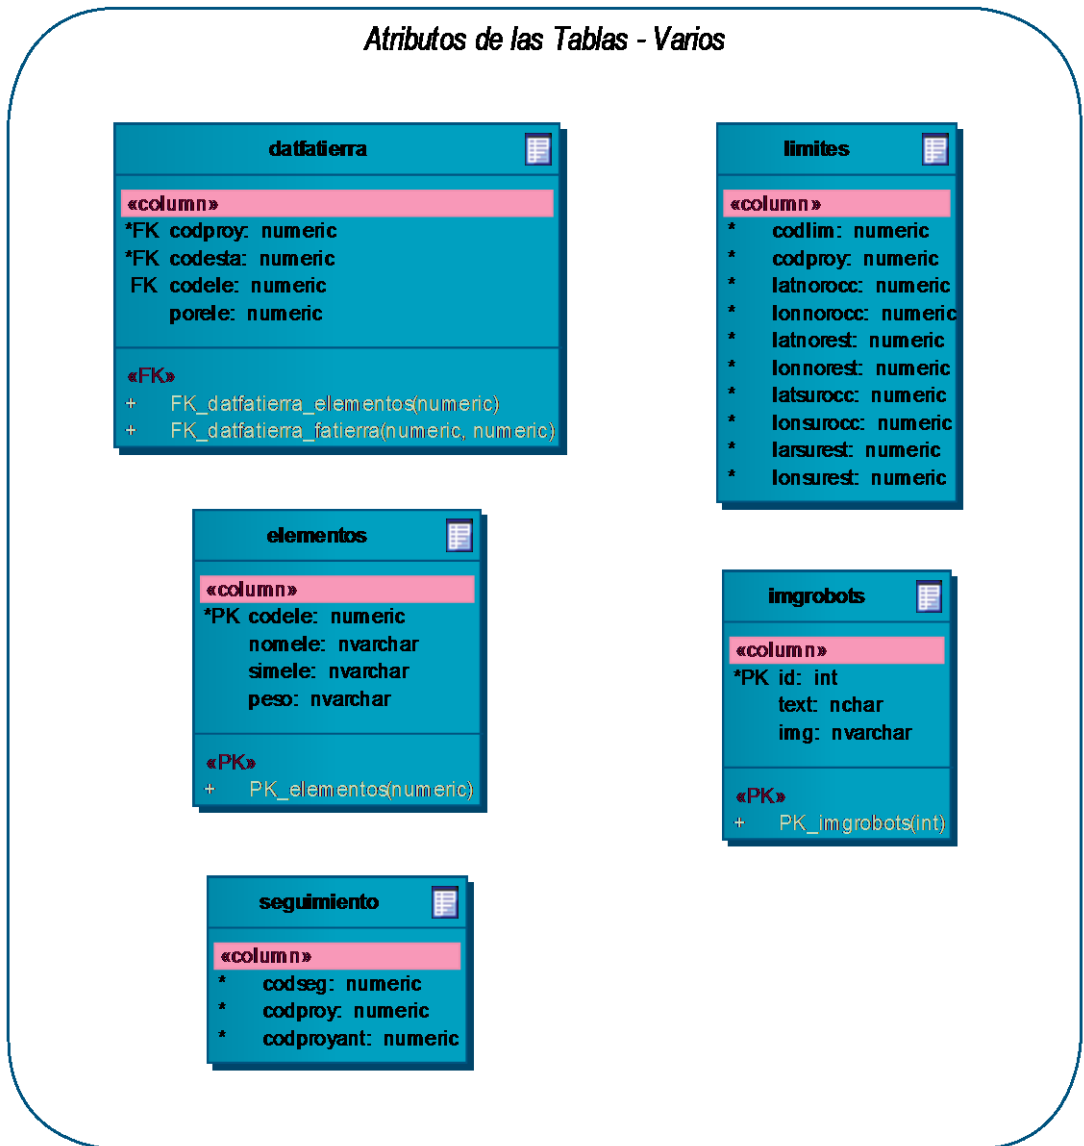 Atributos de las Tablas - Varios
datfatierra
«column»
*FK codproy: numeric
*FK codesta: numeric
FK codele: numeric
porele: numeric
«FK»
+ FK_datfatierra_elementos(numeric)
+ FK_datfatierra_fatierra(numeric, numeric)
elementos
«column»
*PK codele: numeric
nomele: nvarchar
simele: nvarchar
peso: nvarchar
«PK»
+ PK_elementos(numeric)
seguimiento
«column»
* codseg: numeric
* codproy: numeric
* codproyant: numeric
limites
«column»
* codlim: numeric
* codproy: numeric
* latnorocc: numeric
* lonnorocc: numeric
* latnorest: numeric
* lonnorest: numeric
* latsurocc: numeric
* lonsurocc: numeric
* larsurest: numeric
* lonsurest: numeric
imgrobots
«column»
*PK id: int
text: nchar
img: nvarchar
«PK»
+ PK_imgrobots(int)